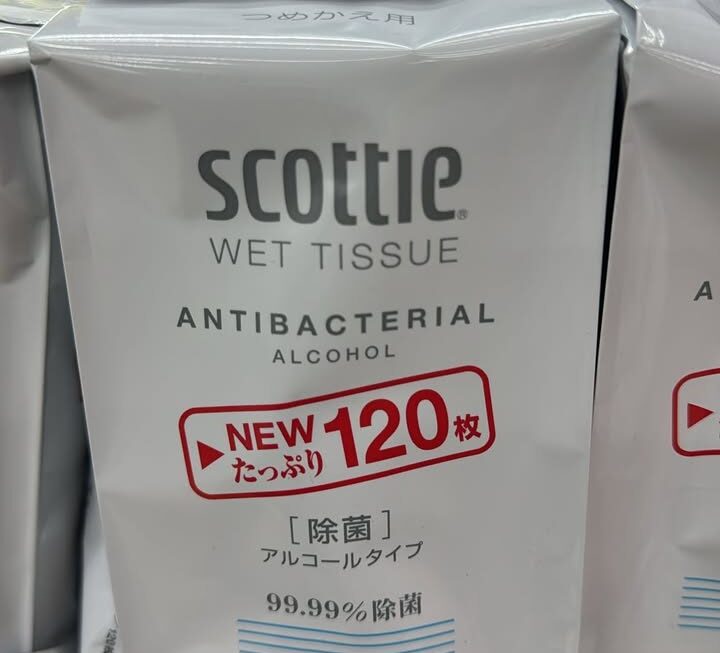 つめかえ用
scottie®
WET TISSUE
ANTIBACTERIAL
ALCOHOL
NEW
たっぷり
120枚
[除菌]
アルコールタイプ
99.99%除菌
A